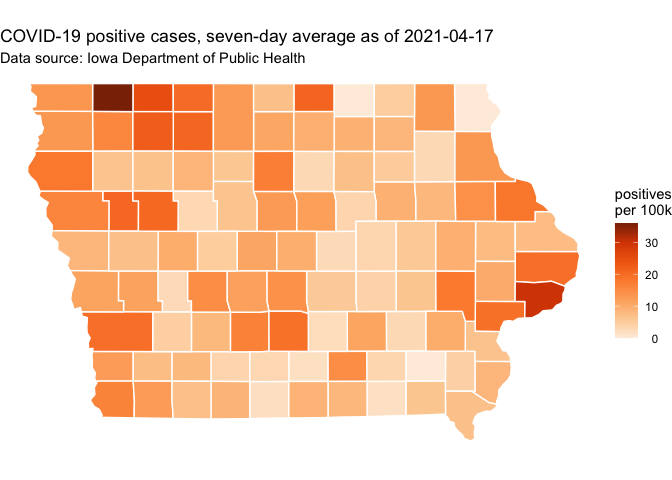 COVID-19 positive cases, seven-day average as of 2021-04-17
Data source: Iowa Department of Public Health
positives
per 100k
30
20
10
0